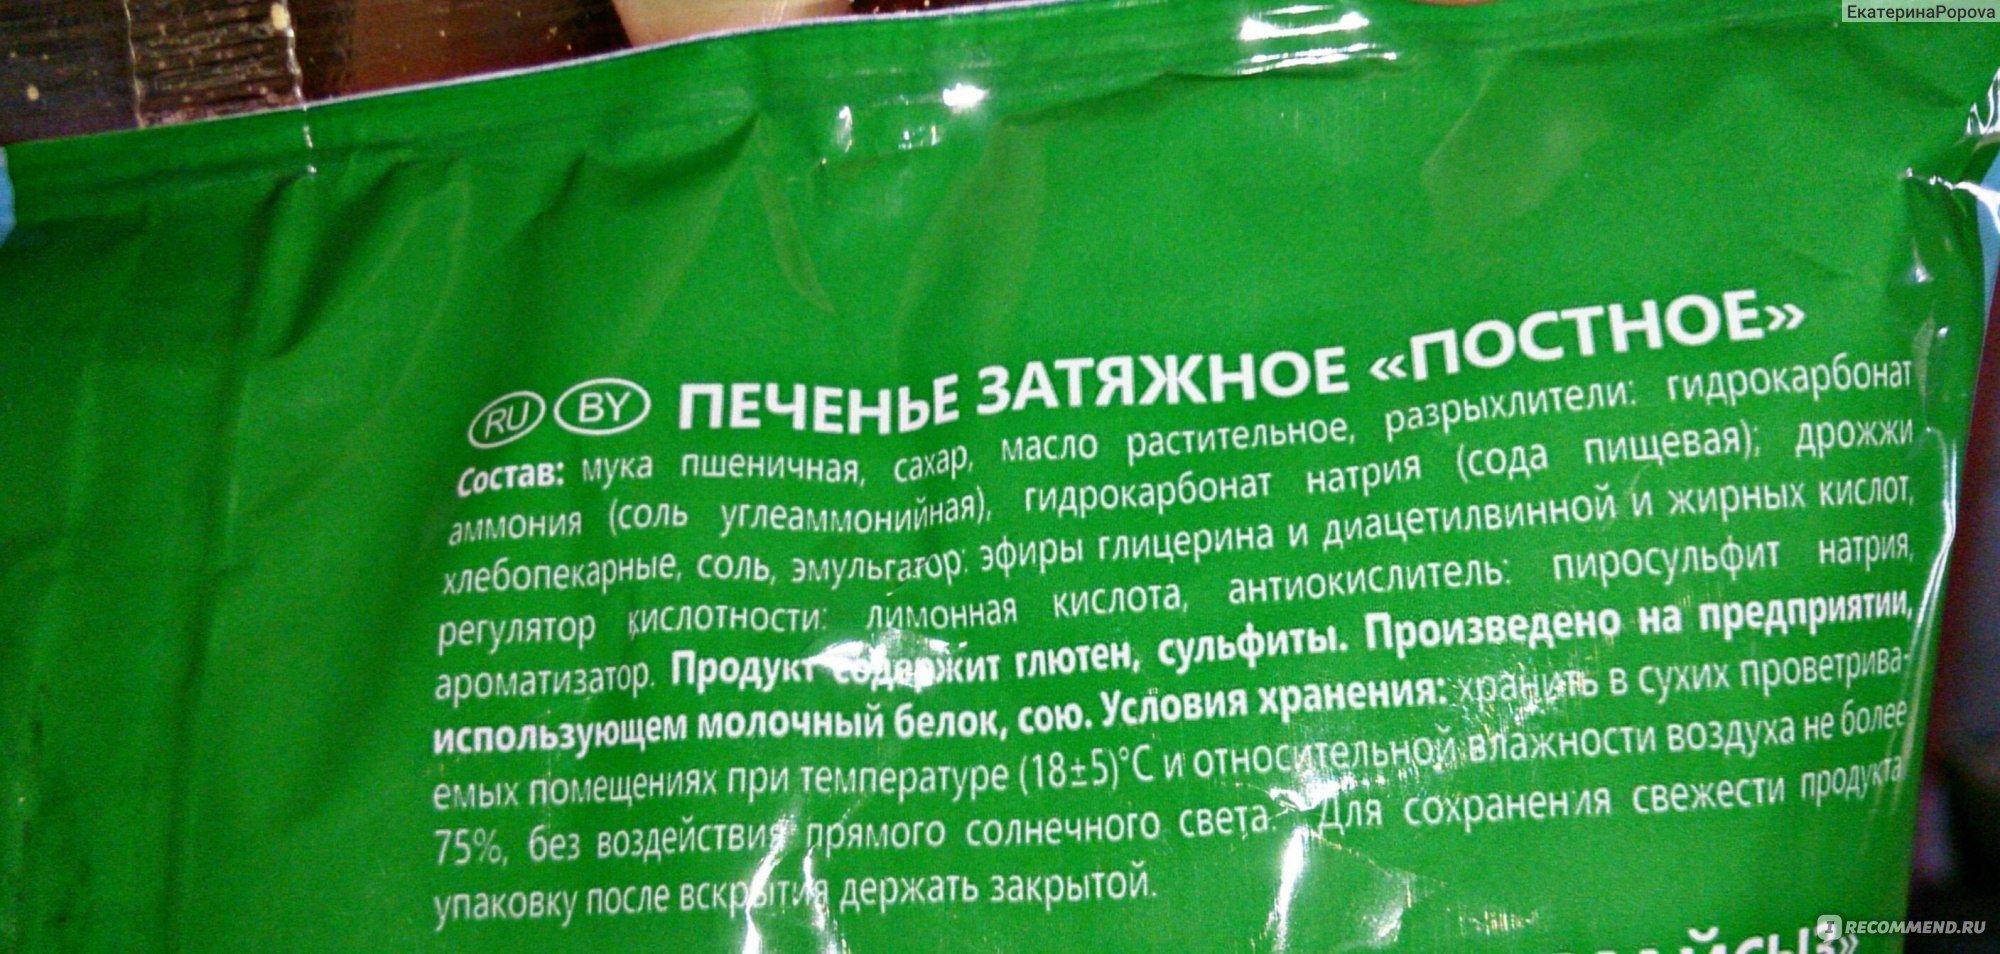 ЕкатеринаPopova
RU BY ПЕЧЕНЬЕ ЗАТЯЖНОЕ «ПОСТНОЕ»
Состав: мука пшеничная, сахар, масло растительное, разрыхлители: гидрокарбонат
аммония (соль углеаммонийная), гидрокарбонат натрия (сода пищевая); дрожжи
хлебопекарные, соль, эмульгатор: эфиры глицерина и диацетилвинной и жирных кислот,
регулятор кислотности: лимонная кислота, антиокислитель: пиросульфит натрия,
ароматизатор. Продукт содержит глютен, сульфиты. Произведено на предприятии,
использующем молочный белок, сою. Условия хранения: хранить в сухих проветрива-
емых помещениях при температуре (18±5)°С и относительной влажности воздуха не более
75%, без воздействия прямого солнечного света. Для сохранения свежести продукта
упаковку после вскрытия держать закрытой.
IRECOMMEND.RU